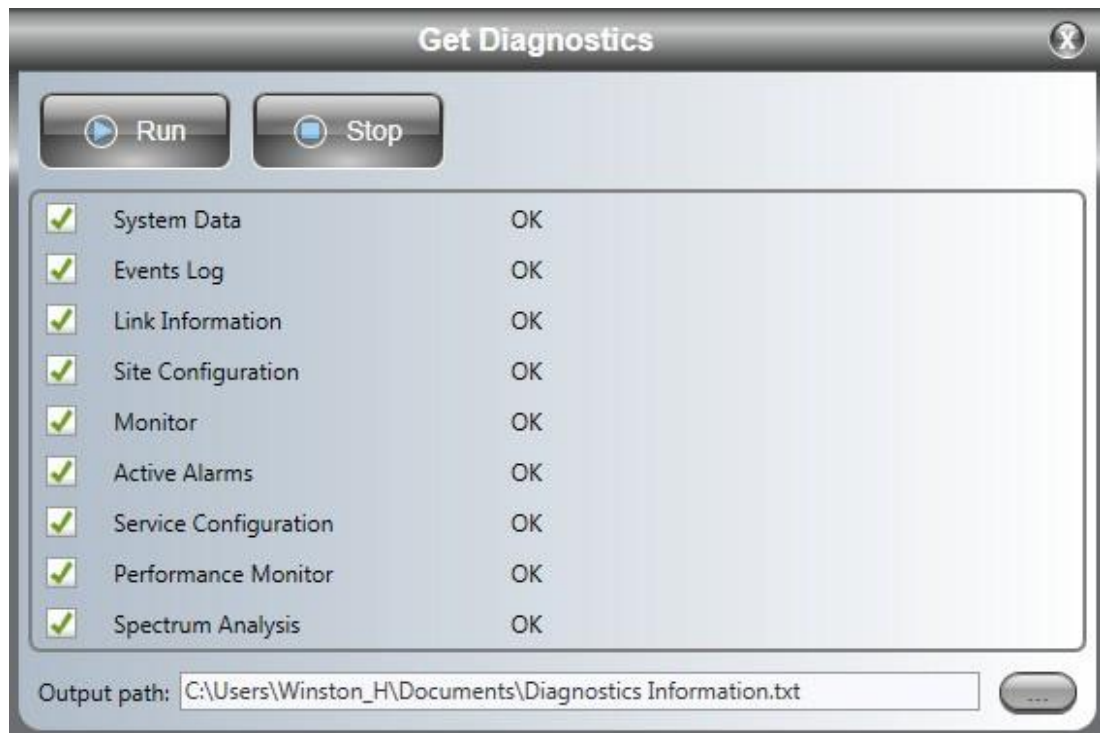 Get Diagnostics X
Run Stop
System Data OK
Events Log OK
Link Information OK
Site Configuration OK
Monitor OK
Active Alarms OK
Service Configuration OK
Performance Monitor OK
Spectrum Analysis OK
Output path: C:\Users\Winston_H\Documents\Diagnostics Information.txt ...